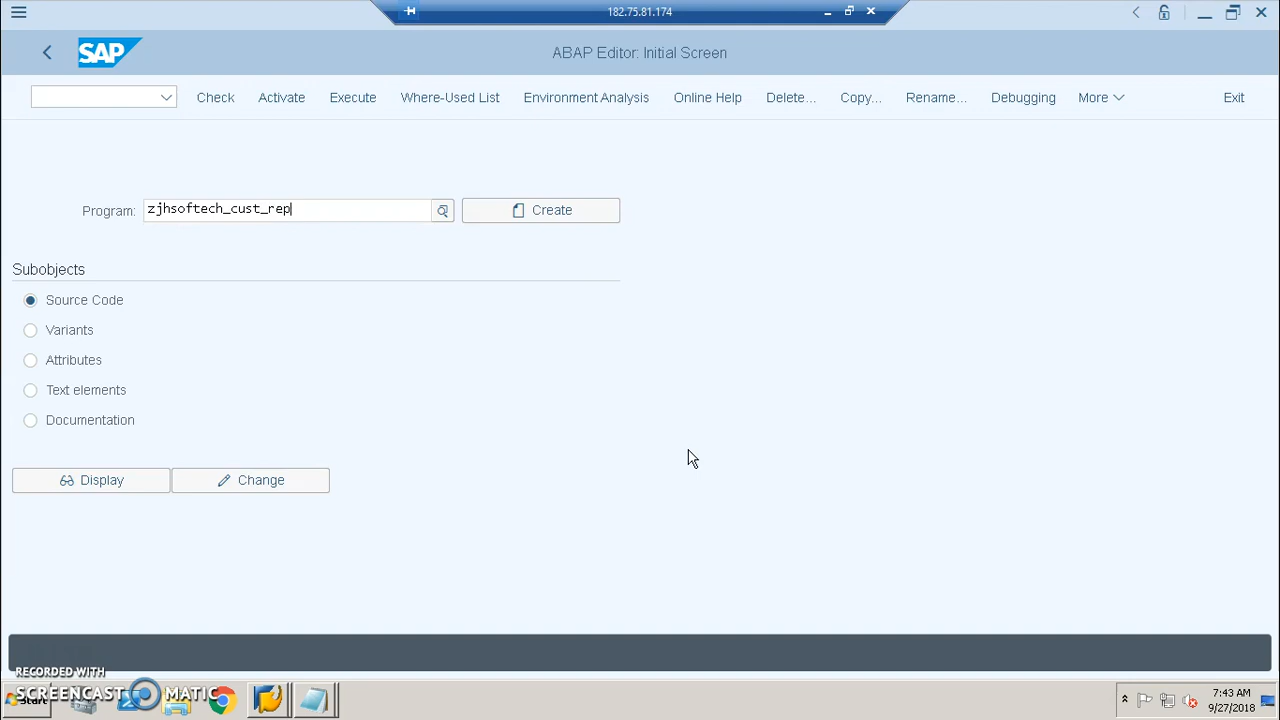 182.75.81.174
SAP
ABAP Editor: Initial Screen
Check Activate Execute Where-Used List Environment Analysis Online Help Delete... Copy... Rename... Debugging More Exit
Program: zjhsoftech_cust_rep Create
Subobjects
Source Code
Variants
Attributes
Text elements
Documentation
Display Change
RECORDED WITH
SCREENCAST MATIC
Start
7:43 AM
9/27/2018